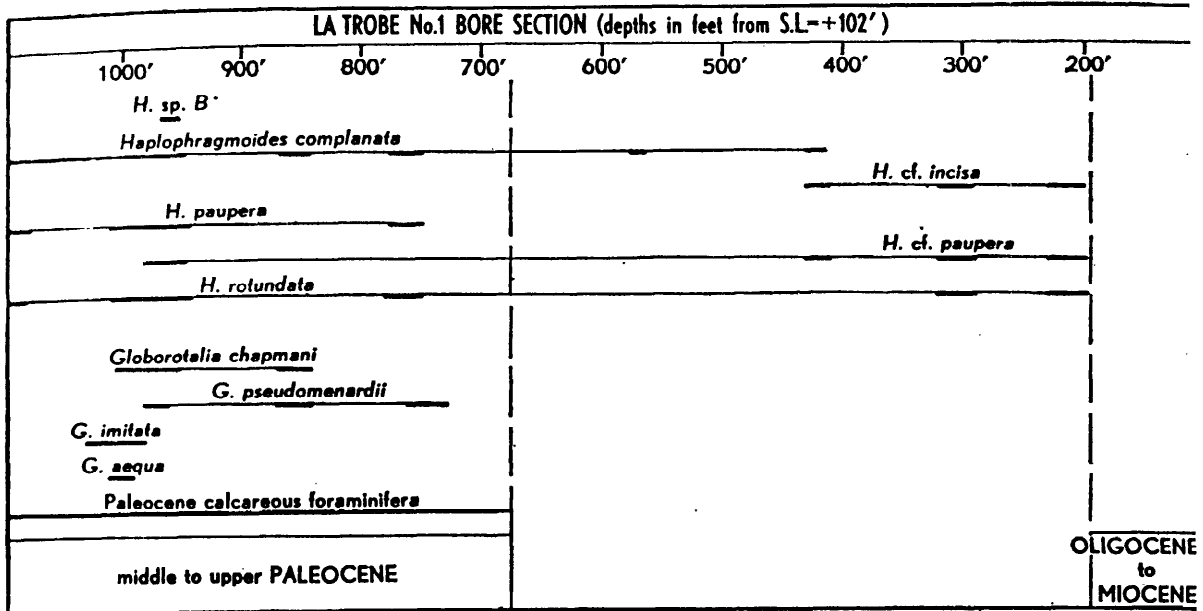 LA TROBE No.1 BORE SECTION (depths in feet from S.L.=+102′)
1000′ 900′ 800′ 700′ 600′ 500′ 400′ 300′ 200′
H. sp. B
Haplophragmoides complanata
H. cf. incisa
H. paupera
H. cf. paupera
H. rotundata
Globorotalia chapmani
G. pseudomenardii
G. imitata
G. aequa
Paleocene calcareous foraminifera
middle to upper PALEOCENE
OLIGOCENE
to
MIOCENE